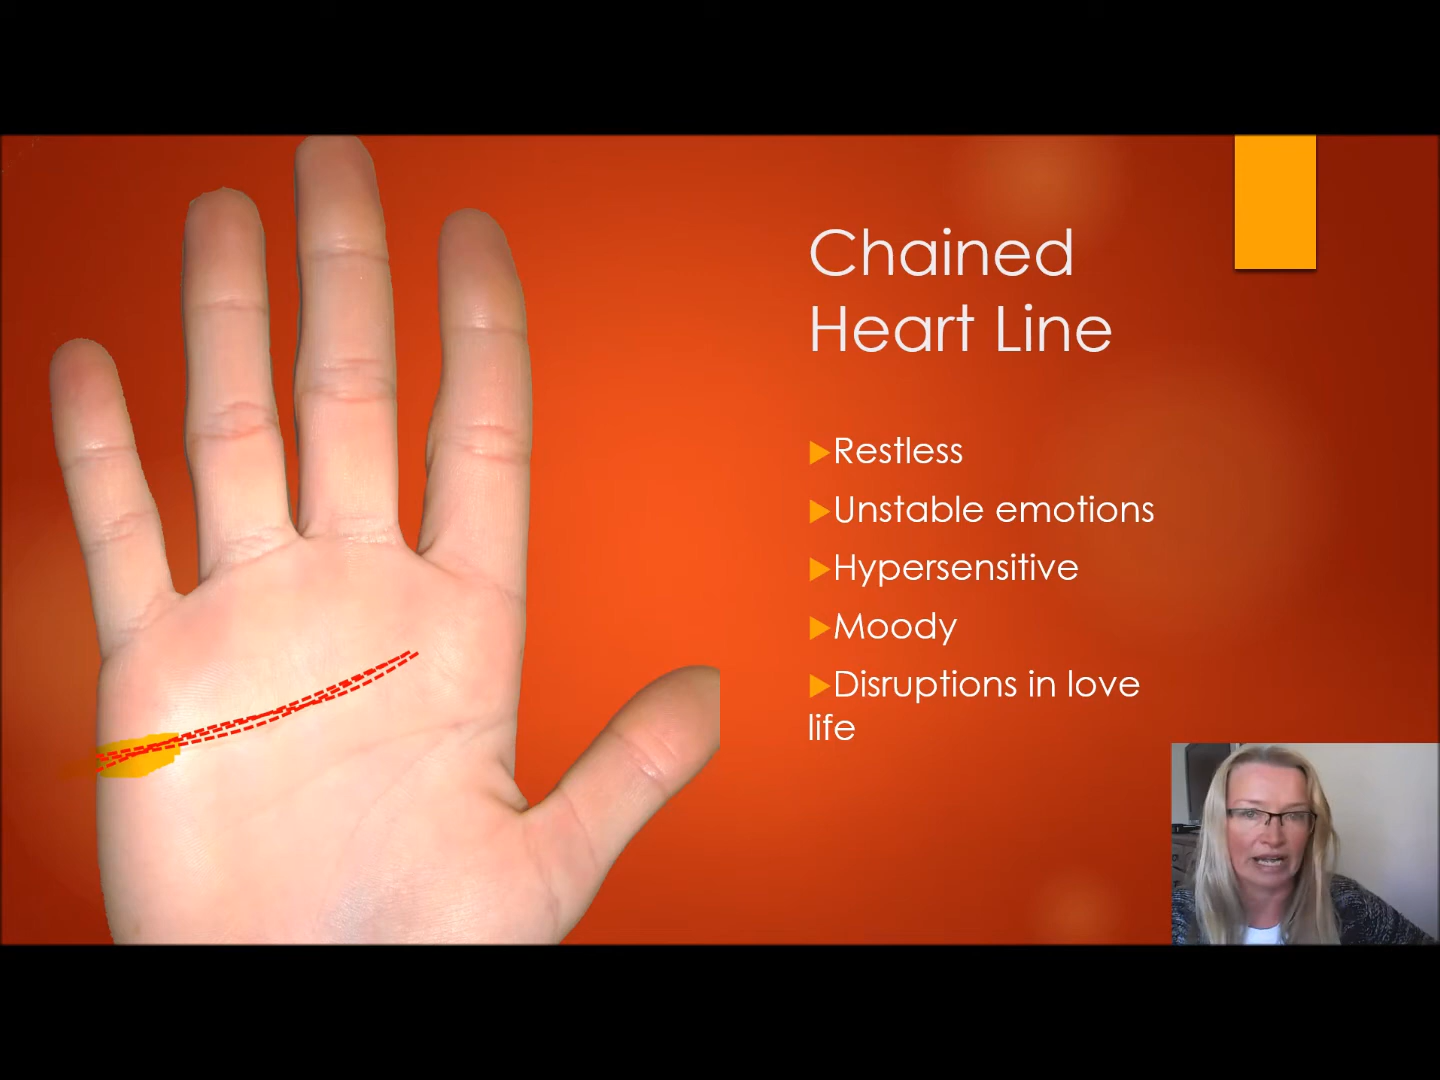 Chained
Heart Line
Restless
Unstable emotions
Hypersensitive
Moody
Disruptions in love
life